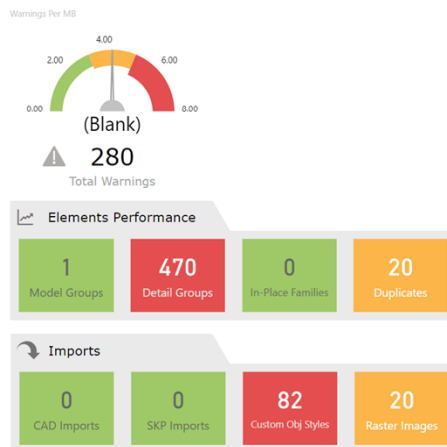 Warnings Per MB
4.00
2.00 6.00
0.00 8.00
(Blank)
280
Total Warnings
Elements Performance
1 470 0 20
Model Groups Detail Groups In-Place Families Duplicates
Imports
0 0 82 20
CAD Imports SKP Imports Custom Obj Styles Raster Images